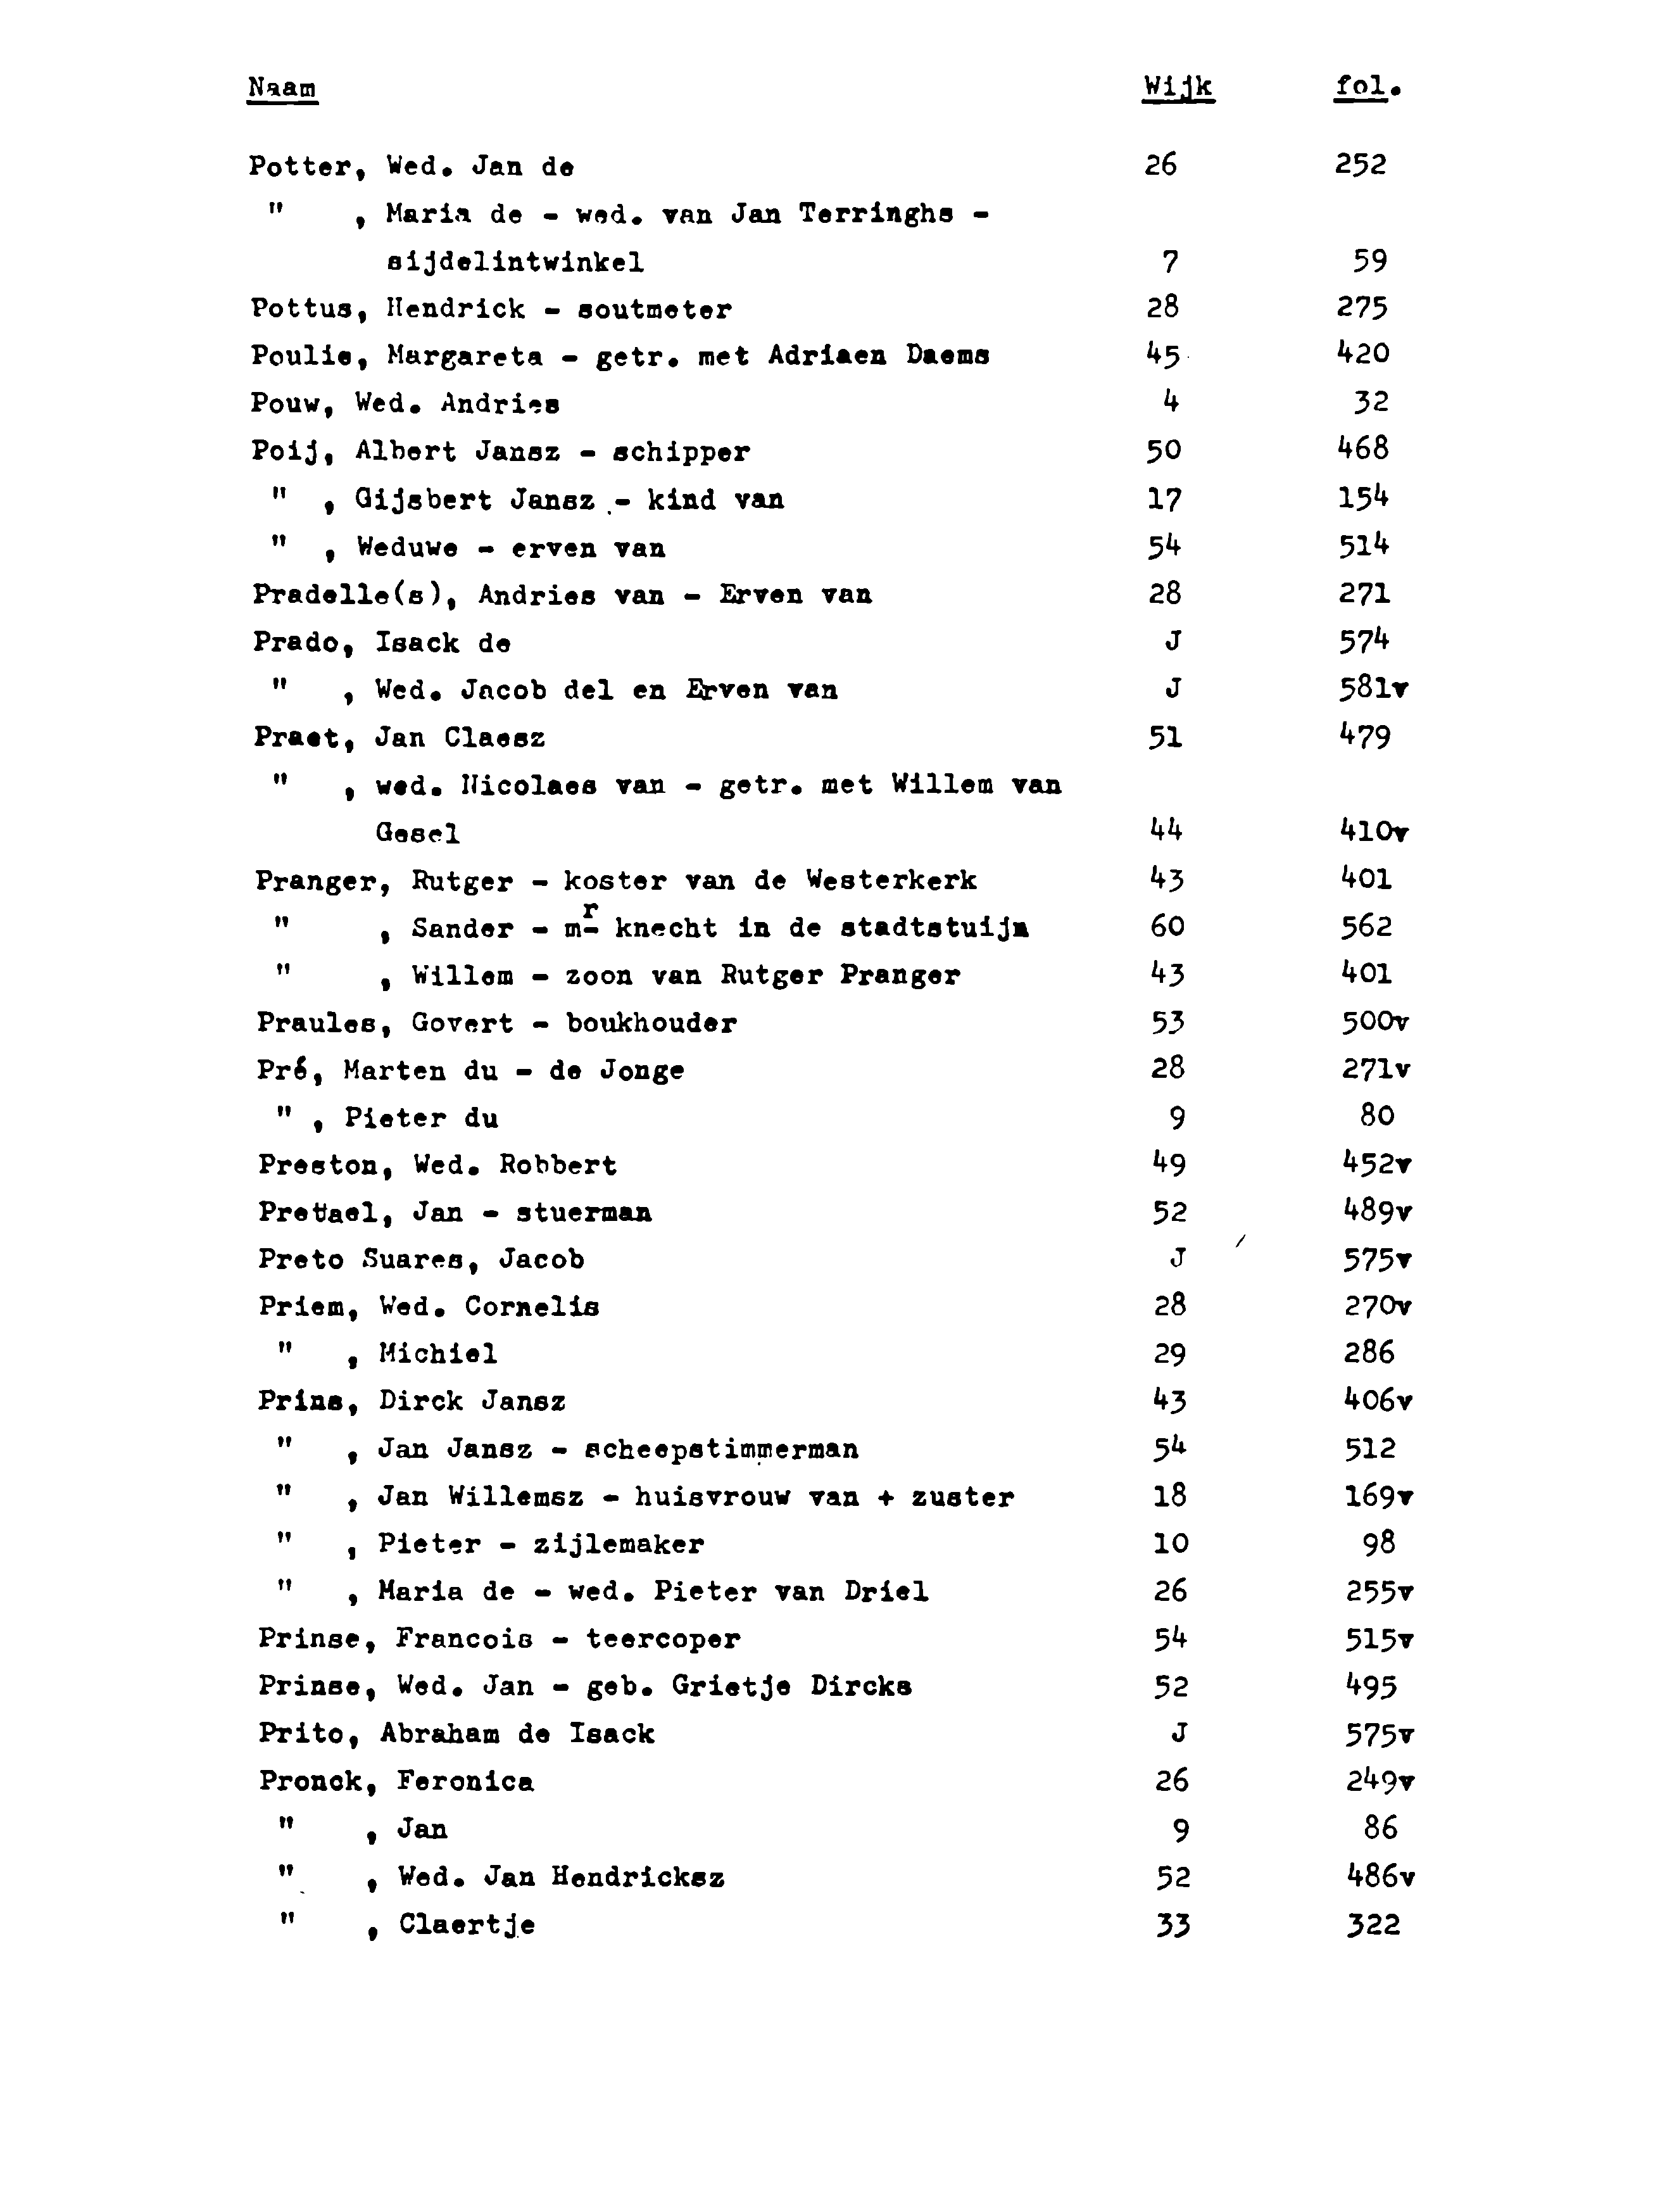 Naam Wijk fol.
Potter, Wed. Jan de 26 252
" , Maria de - wed. van Jan Terringhs -
sijdelintwinkel 7 59
Pottus, Hendrick - soutmeter 28 275
Poulie, Margareta - getr. met Adriaen Daems 45 420
Pouw, Wed. Andries 4 32
Poij, Albert Jansz - schipper 50 468
" , Gijsbert Jansz - kind van 17 154
" , Weduwe - erven van 54 514
Pradelle(s), Andries van - Erven van 28 271
Prado, Isack de J 574
" , Wed. Jacob del en Erven van J 581v
Praet, Jan Claesz 51 479
" , wed. Nicolaes van - getr. met Willem van
Gesel 44 410v
Pranger, Rutger - koster van de Westerkerk 43 401
" , Sander - mr knecht in de stadtstuijn 60 562
" , Willem - zoon van Rutger Pranger 43 401
Praules, Govert - boukhouder 53 500v
Pré, Marten du - de Jonge 28 271v
" , Pieter du 9 80
Preston, Wed. Robbert 49 452v
Pretael, Jan - stuerman 52 489v
Preto Suares, Jacob J 575v
Priem, Wed. Cornelis 28 270v
" , Michiel 29 286
Prins, Dirck Jansz 43 406v
" , Jan Jansz - scheepstimmerman 54 512
" , Jan Willemsz - huisvrouw van + zuster 18 169v
" , Pieter - zijlemaker 10 98
" , Maria de - wed. Pieter van Driel 26 255v
Prinse, Francois - teercoper 54 515v
Prinse, Wed. Jan - geb. Grietje Dircks 52 495
Prito, Abraham de Isack J 575v
Pronck, Feronica 26 249v
" , Jan 9 86
" , Wed. Jan Hendricksz 52 486v
" , Claertje 33 322